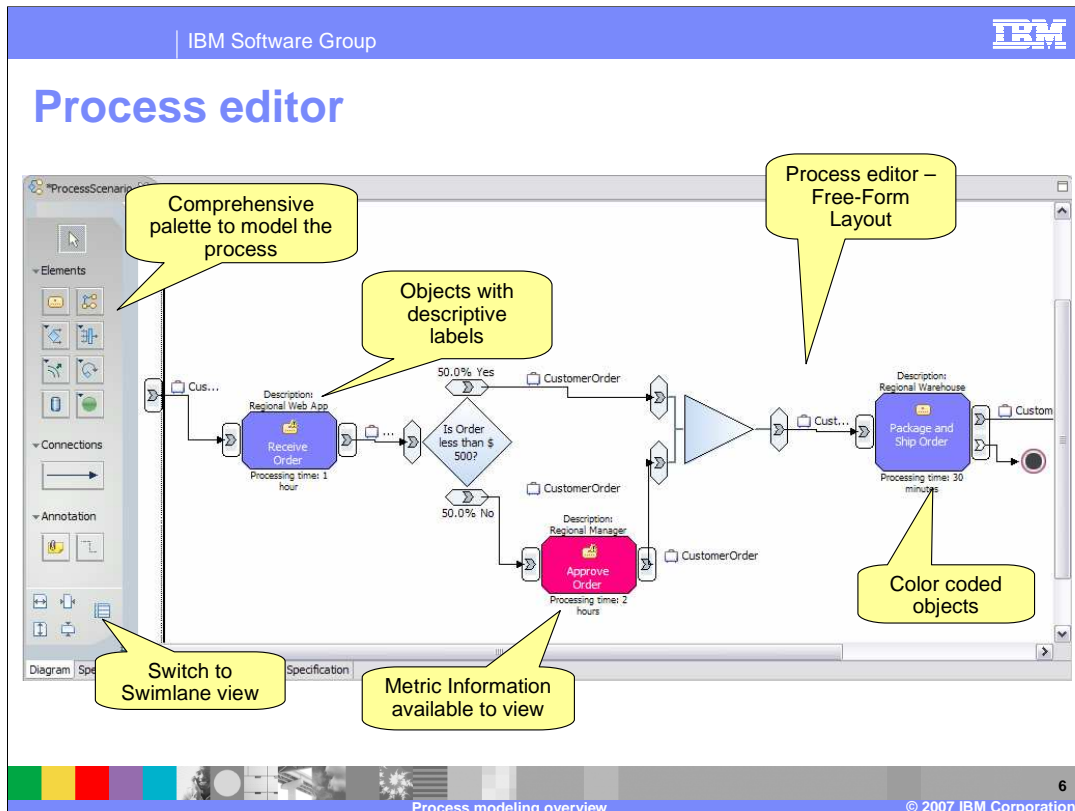 IBM Software Group
IBM
Process editor
*ProcessScenario
Comprehensive
palette to model the
process
Process editor –
Free-Form
Layout
Elements
Objects with
descriptive
labels
Cus...
Description:
Regional Web App
Receive
Order
Processing time: 1
hour
...
50.0% Yes
Is Order
less than $
500?
50.0% No
CustomerOrder
CustomerOrder
Description:
Regional Manager
Approve
Order
Processing time: 2
hours
CustomerOrder
Cust...
Description:
Regional Warehouse
Package and
Ship Order
Processing time: 30
minutes
Custom
Connections
Annotation
Color coded
objects
Switch to
Swimlane view
Metric Information
available to view
Diagram
Spe
Specification
6
Process modeling overview
© 2007 IBM Corporation